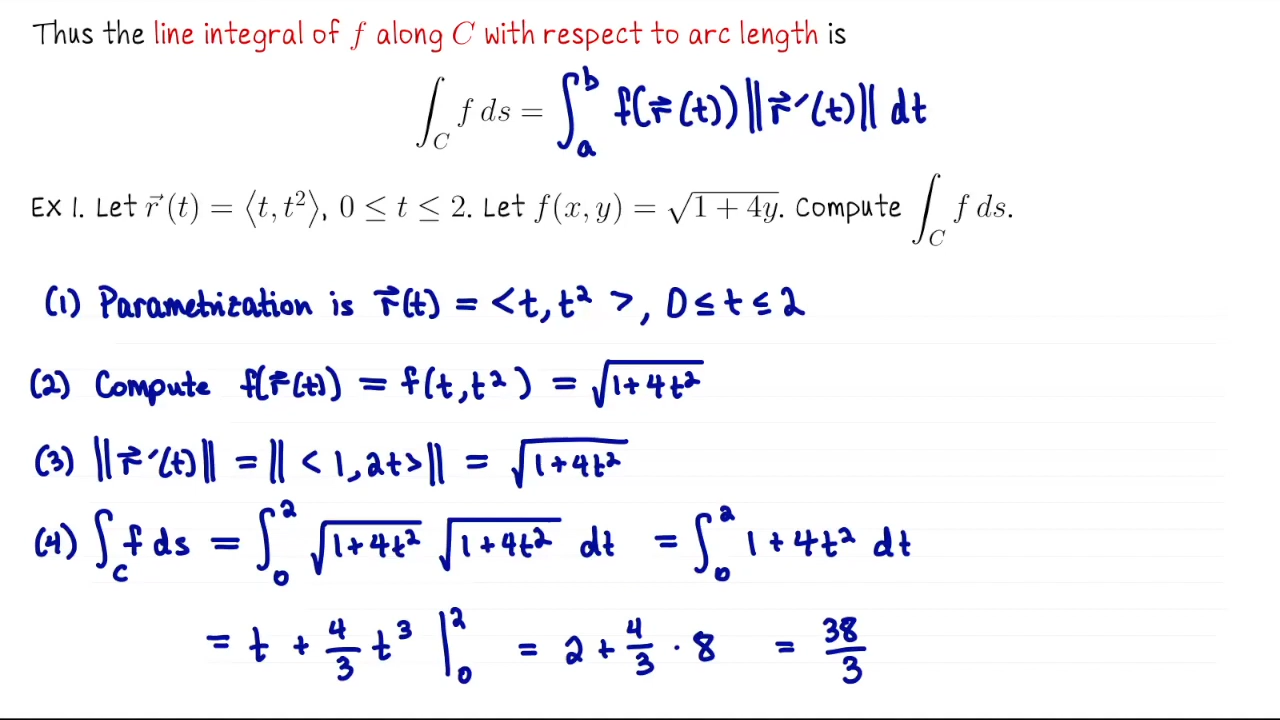 Thus the line integral of f along C with respect to arc length is
∫_C f ds = ∫_a^b f(r⃗(t)) ||r⃗′(t)|| dt
Ex 1. Let r⃗(t) = ⟨t, t²⟩, 0 ≤ t ≤ 2. Let f(x, y) = √(1 + 4y). Compute ∫_C f ds.
(1) Parametrization is r⃗(t) = <t, t²>, 0 ≤ t ≤ 2
(2) Compute f(r⃗(t)) = f(t, t²) = √(1+4t²)
(3) ||r⃗′(t)|| = ||<1, 2t>|| = √(1+4t²)
(4) ∫_C f ds = ∫_0^2 √(1+4t²) √(1+4t²) dt = ∫_0^2 1+4t² dt
= t + 4/3 t³ |_0^2 = 2 + 4/3 · 8 = 38/3